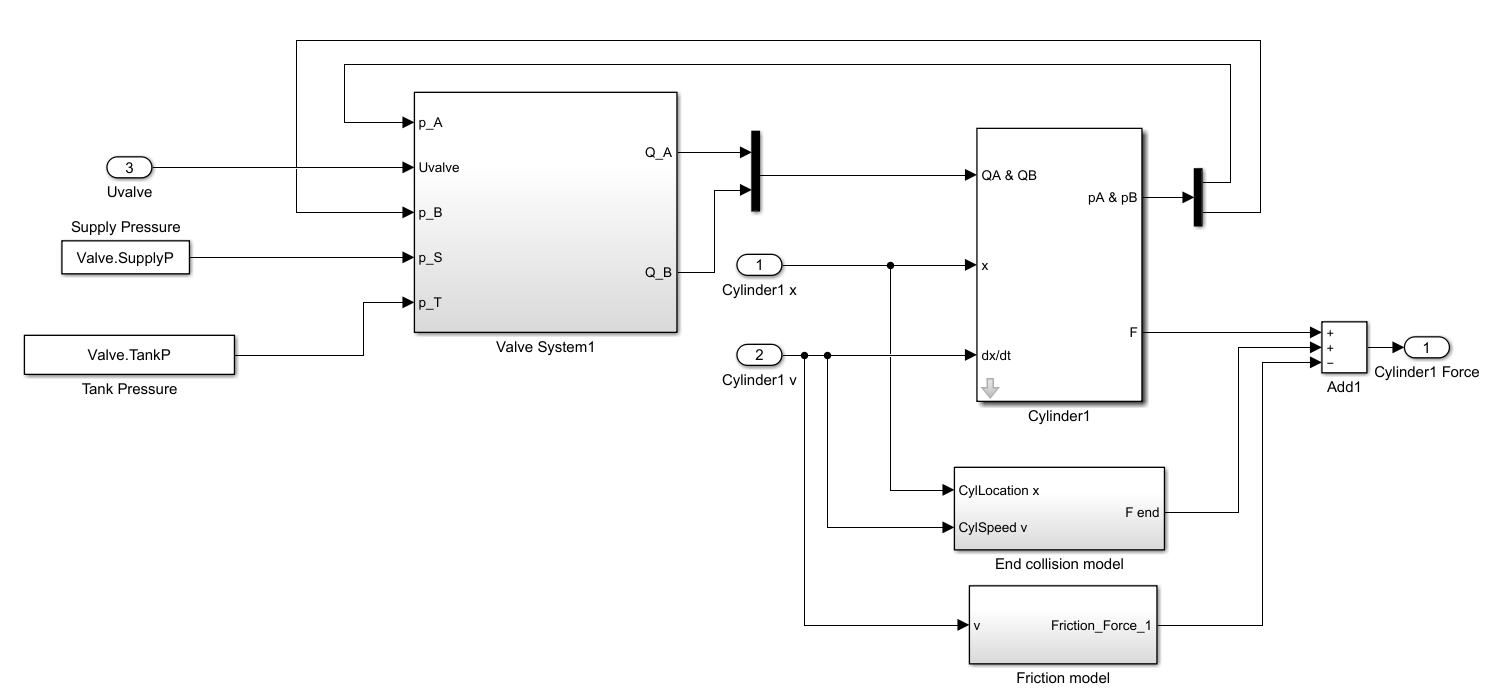 p_A
Uvalve
p_B
p_S
p_T
Q_A
Q_B
Valve System1
3
Uvalve
Supply Pressure
Valve.SupplyP
Valve.TankP
Tank Pressure
1
Cylinder1 x
2
Cylinder1 v
QA & QB
x
dx/dt
pA & pB
F
Cylinder1
CylLocation x
CylSpeed v
F end
End collision model
v
Friction_Force_1
Friction model
+
+
−
Add1
1
Cylinder1 Force